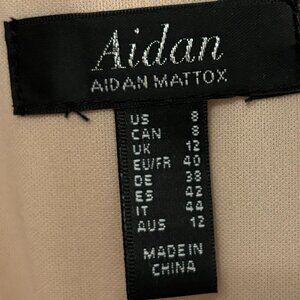 Aidan
AIDAN MATTOX
US 8
CAN 8
UK 12
EU/FR 40
DE 38
ES 42
IT 44
AUS 12
MADE IN
CHINA